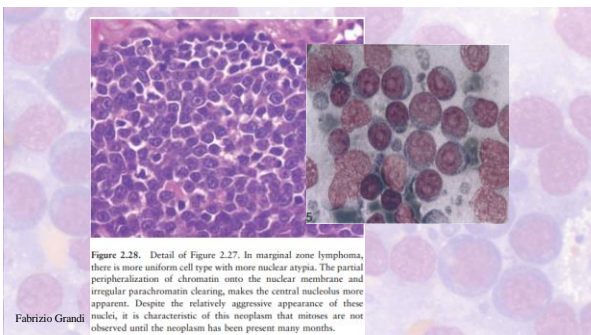 5
Figure 2.28. Detail of Figure 2.27. In marginal zone lymphoma,
there is more uniform cell type with more nuclear atypia. The partial
peripheralization of chromatin onto the nuclear membrane and
irregular parachromatin clearing, makes the central nucleolus more
apparent. Despite the relatively aggressive appearance of these
nuclei, it is characteristic of this neoplasm that mitoses are not
observed until the neoplasm has been present many months.
Fabrizio Grandi